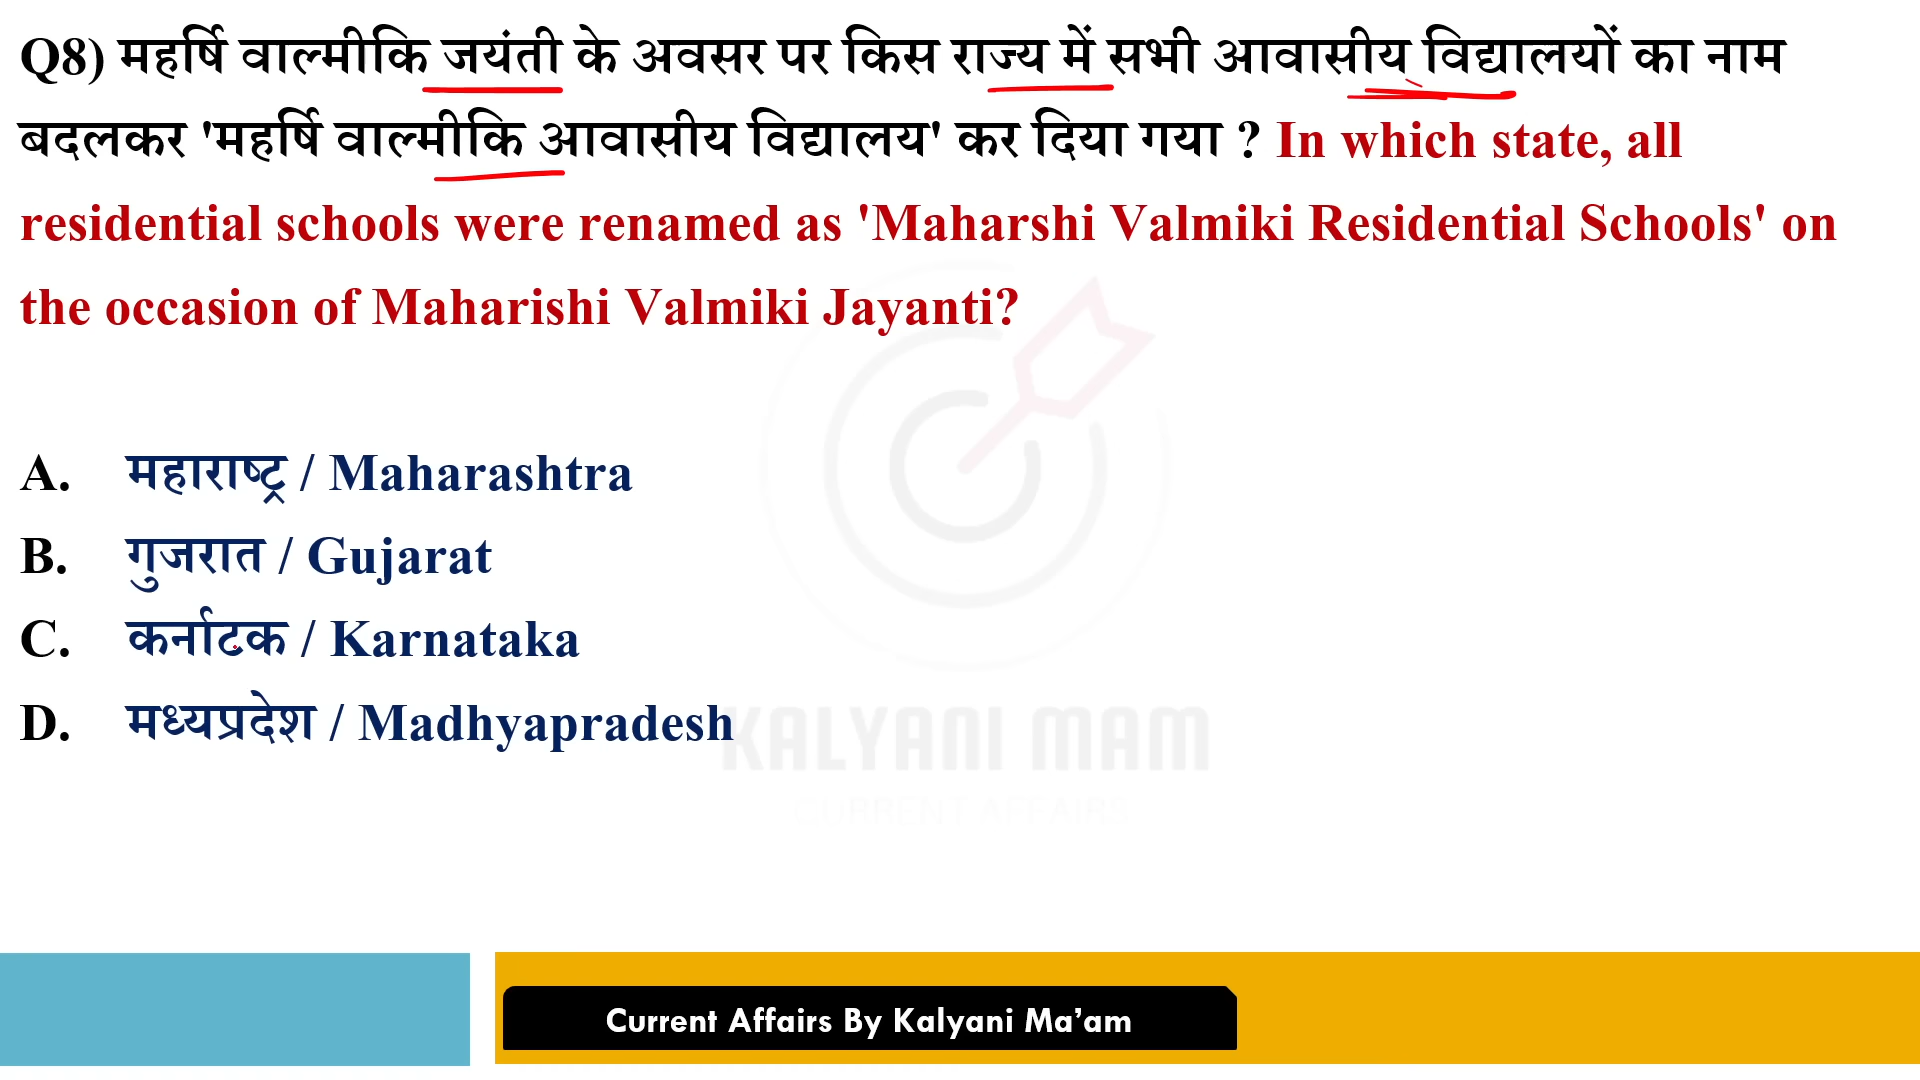 Q8) महर्षि वाल्मीकि जयंती के अवसर पर किस राज्य में सभी आवासीय विद्यालयों का नाम
बदलकर 'महर्षि वाल्मीकि आवासीय विद्यालय' कर दिया गया ? In which state, all
residential schools were renamed as 'Maharshi Valmiki Residential Schools' on
the occasion of Maharishi Valmiki Jayanti?
A. महाराष्ट्र / Maharashtra
B. गुजरात / Gujarat
C. कर्नाटक / Karnataka
D. मध्यप्रदेश / Madhyapradesh
KALYANI MAM
CURRENT AFFAIRS
Current Affairs By Kalyani Ma’am